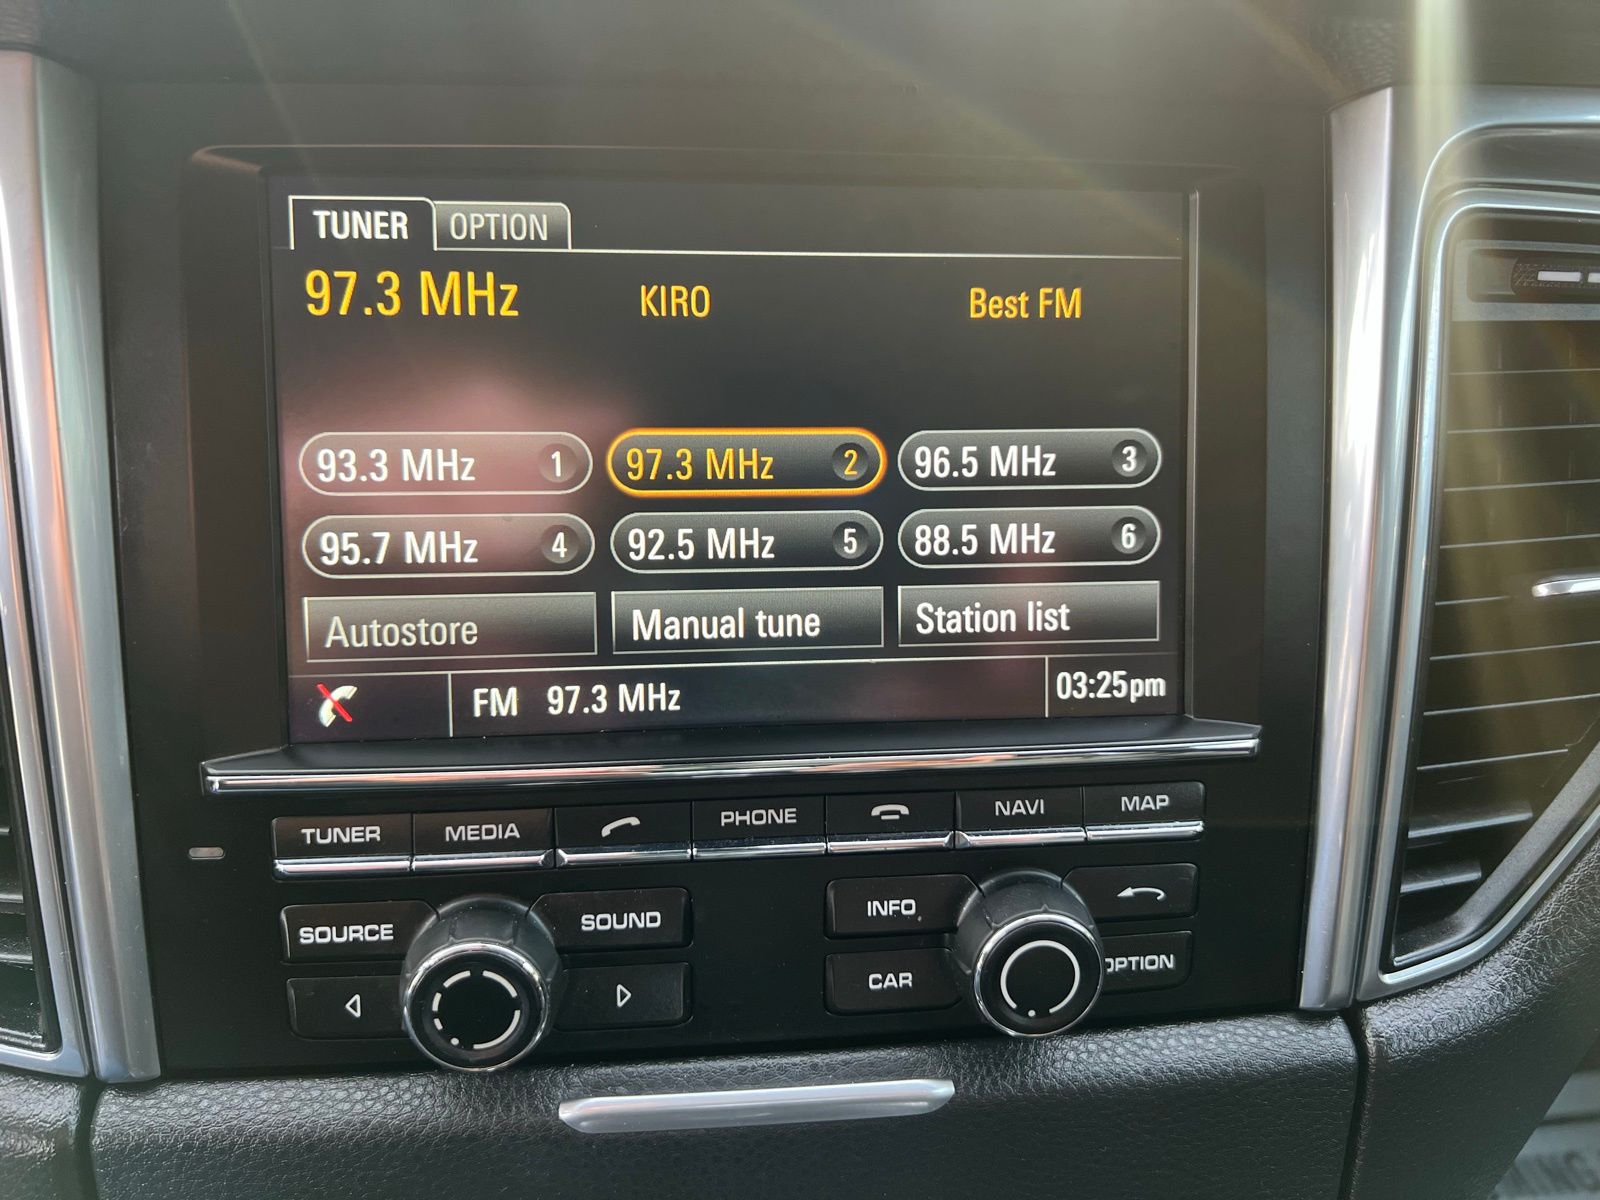 TUNER OPTION
97.3 MHz KIRO Best FM
93.3 MHz 1 97.3 MHz 2 96.5 MHz 3
95.7 MHz 4 92.5 MHz 5 88.5 MHz 6
Autostore Manual tune Station list
FM 97.3 MHz 03:25pm
TUNER MEDIA PHONE NAVI MAP
SOURCE SOUND INFO
CAR OPTION